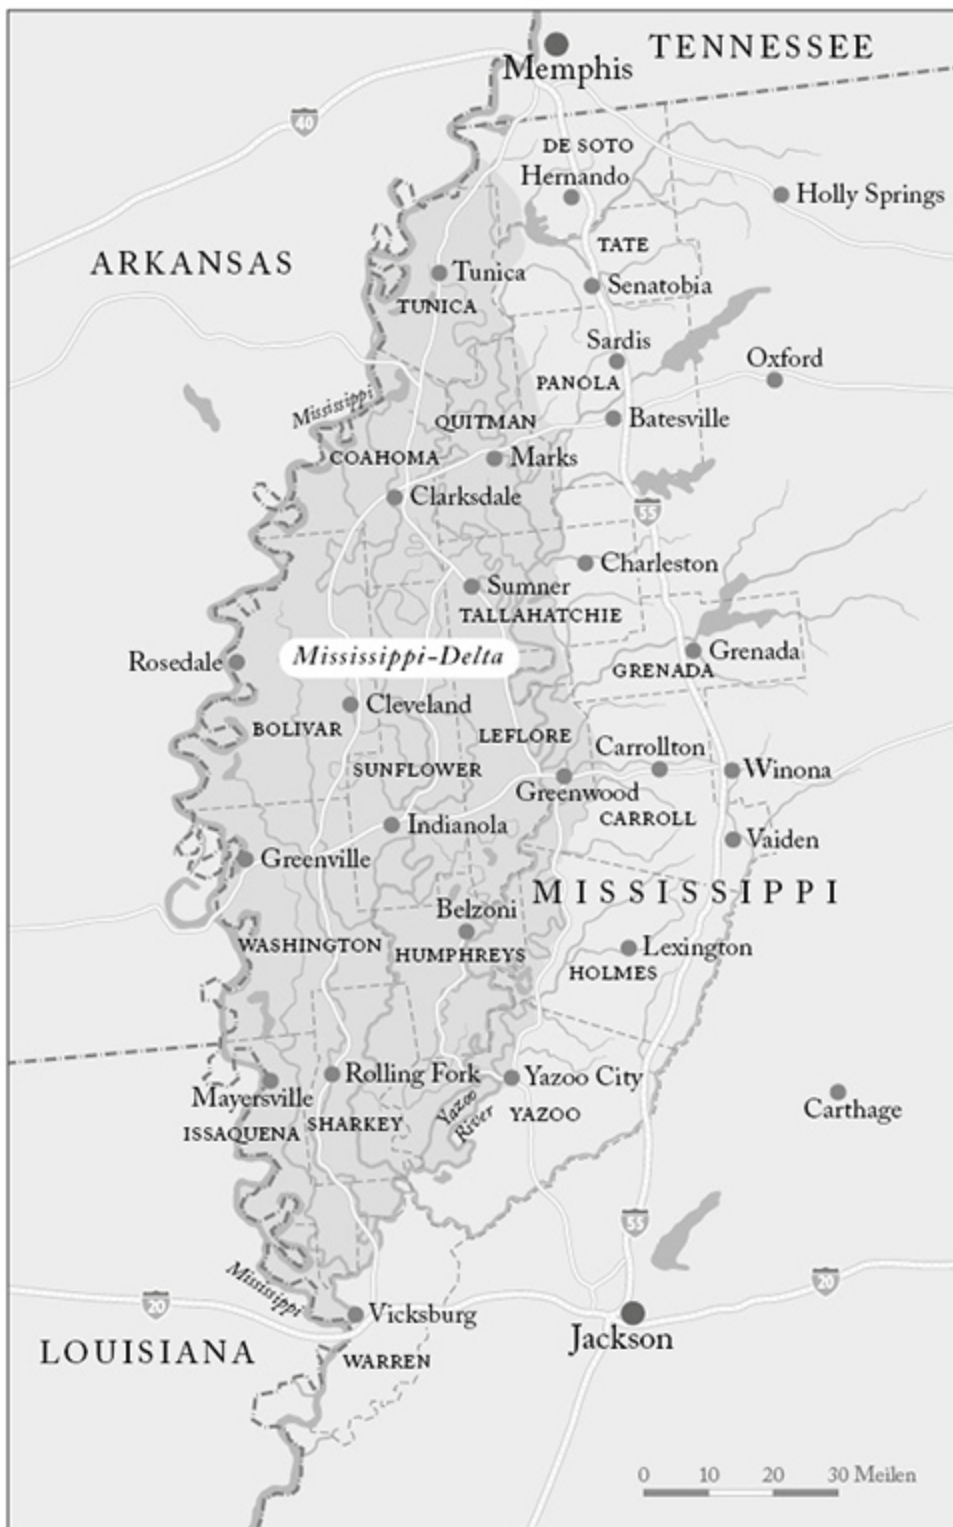 TENNESSEE
Memphis
40
DE SOTO
Hernando
Holly Springs
ARKANSAS
TATE
Tunica
TUNICA
Senatobia
Sardis
Oxford
PANOLA
Mississippi
QUITMAN
Batesville
COAHOMA
Marks
Clarksdale
55
Charleston
Sumner
TALLAHATCHIE
Rosedale
Mississippi-Delta
Grenada
GRENADA
Cleveland
BOLIVAR
LEFLORE
Carrollton
SUNFLOWER
Winona
Greenwood
CARROLL
Indianola
Vaiden
Greenville
MISSISSIPPI
Belzoni
WASHINGTON
HUMPHREYS
Lexington
HOLMES
Rolling Fork
Yazoo City
Mayersville
Yazoo
River
YAZOO
Carthage
SHARKEY
ISSAQUENA
55
Mississippi
20
20
Vicksburg
Jackson
LOUISIANA
WARREN
0 10 20 30 Meilen